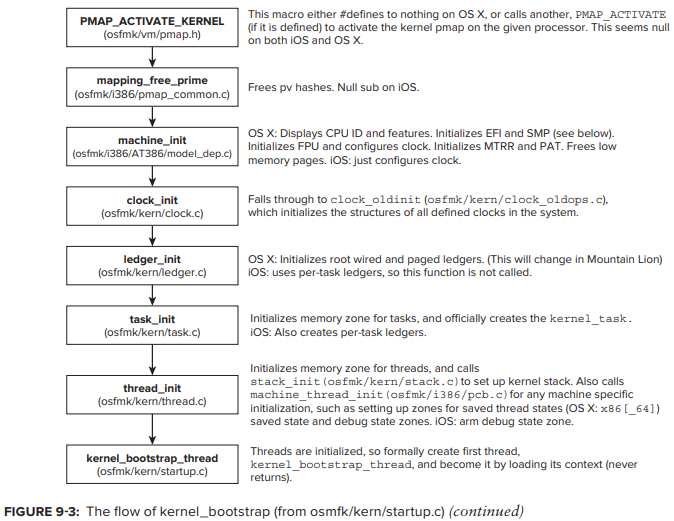 PMAP_ACTIVATE_KERNEL
(osfmk/vm/pmap.h)
This macro either #defines to nothing on OS X, or calls another, PMAP_ACTIVATE
(if it is defined) to activate the kernel pmap on the given processor. This seems null
on both iOS and OS X.
mapping_free_prime
(osfmk/i386/pmap_common.c)
Frees pv hashes. Null sub on iOS.
machine_init
(osfmk/i386/AT386/model_dep.c)
OS X: Displays CPU ID and features. Initializes EFI and SMP (see below).
Initializes FPU and configures clock. Initializes MTRR and PAT. Frees low
memory pages. iOS: just configures clock.
clock_init
(osfmk/kern/clock.c)
Falls through to clock_oldinit (osfmk/kern/clock_oldops.c),
which initializes the structures of all defined clocks in the system.
ledger_init
(osfmk/kern/ledger.c)
OS X: Initializes root wired and paged ledgers. (This will change in Mountain Lion)
iOS: uses per-task ledgers, so this function is not called.
task_init
(osfmk/kern/task.c)
Initializes memory zone for tasks, and officially creates the kernel_task.
iOS: Also creates per-task ledgers.
thread_init
(osfmk/kern/thread.c)
Initializes memory zone for threads, and calls
stack_init(osfmk/kern/stack.c) to set up kernel stack. Also calls
machine_thread_init(osfmk/i386/pcb.c) for any machine specific
initialization, such as setting up zones for saved thread states (OS X: x86[_64])
saved state and debug state zones. iOS: arm debug state zone.
kernel_bootstrap_thread
(osfmk/kern/startup.c)
Threads are initialized, so formally create first thread,
kernel_bootstrap_thread, and become it by loading its context (never
returns).
FIGURE 9-3: The flow of kernel_bootstrap (from osmfk/kern/startup.c) (continued)